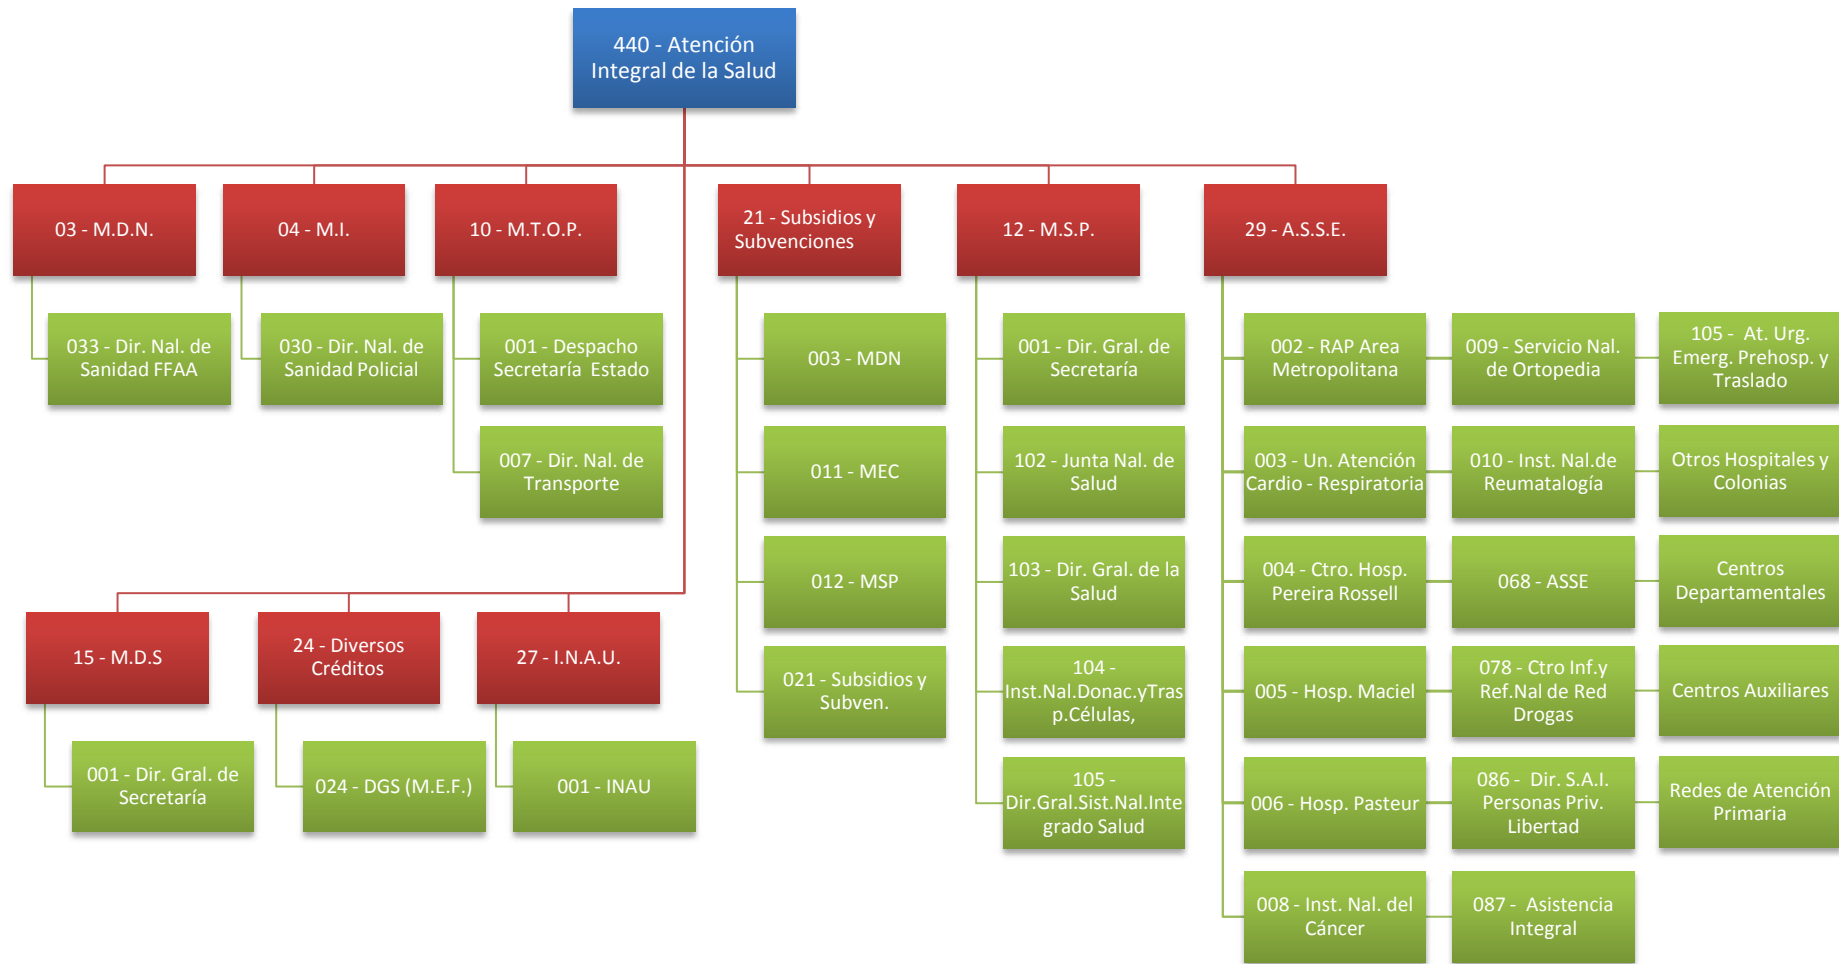 440 - Atención
Integral de la Salud
03 - M.D.N.
04 - M.I.
10 - M.T.O.P.
21 - Subsidios y
Subvenciones
12 - M.S.P.
29 - A.S.S.E.
033 - Dir. Nal. de
Sanidad FFAA
030 - Dir. Nal. de
Sanidad Policial
001 - Despacho
Secretaría Estado
007 - Dir. Nal. de
Transporte
003 - MDN
011 - MEC
012 - MSP
021 - Subsidios y
Subven.
001 - Dir. Gral. de
Secretaría
102 - Junta Nal. de
Salud
103 - Dir. Gral. de la
Salud
104 -
Inst.Nal.Donac.yTras
p.Células,
105 -
Dir.Gral.Sist.Nal.Inte
grado Salud
002 - RAP Area
Metropolitana
003 - Un. Atención
Cardio - Respiratoria
004 - Ctro. Hosp.
Pereira Rossell
005 - Hosp. Maciel
006 - Hosp. Pasteur
008 - Inst. Nal. del
Cáncer
009 - Servicio Nal.
de Ortopedia
010 - Inst. Nal.de
Reumatalogía
068 - ASSE
078 - Ctro Inf.y
Ref.Nal de Red
Drogas
086 - Dir. S.A.I.
Personas Priv.
Libertad
087 - Asistencia
Integral
105 - At. Urg.
Emerg. Prehosp. y
Traslado
Otros Hospitales y
Colonias
Centros
Departamentales
Centros Auxiliares
Redes de Atención
Primaria
15 - M.D.S
24 - Diversos
Créditos
27 - I.N.A.U.
001 - Dir. Gral. de
Secretaría
024 - DGS (M.E.F.)
001 - INAU